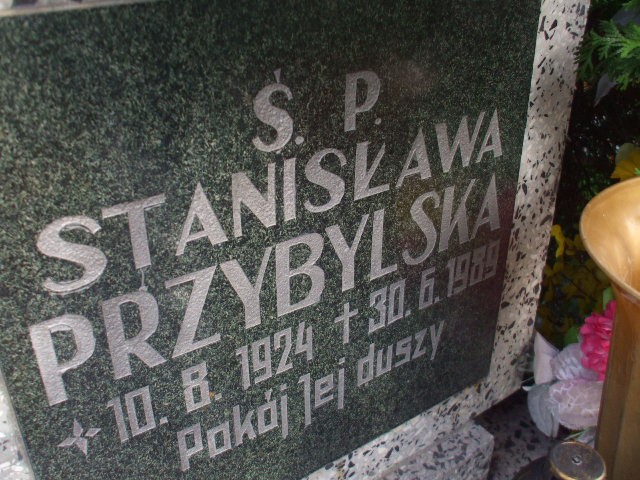 Ś. P.
STANISŁAWA
PRZYBYLSKA
10. 8. 1924 † 30. 6. 1989
Pokój Jej duszy